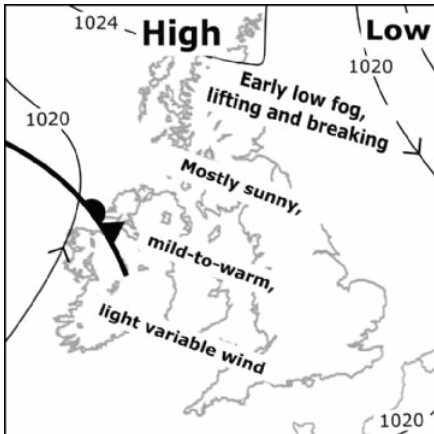 1024
High
Low
1020
Early low fog,
lifting and breaking
1020
Mostly sunny,
mild-to-warm,
light variable wind
1020